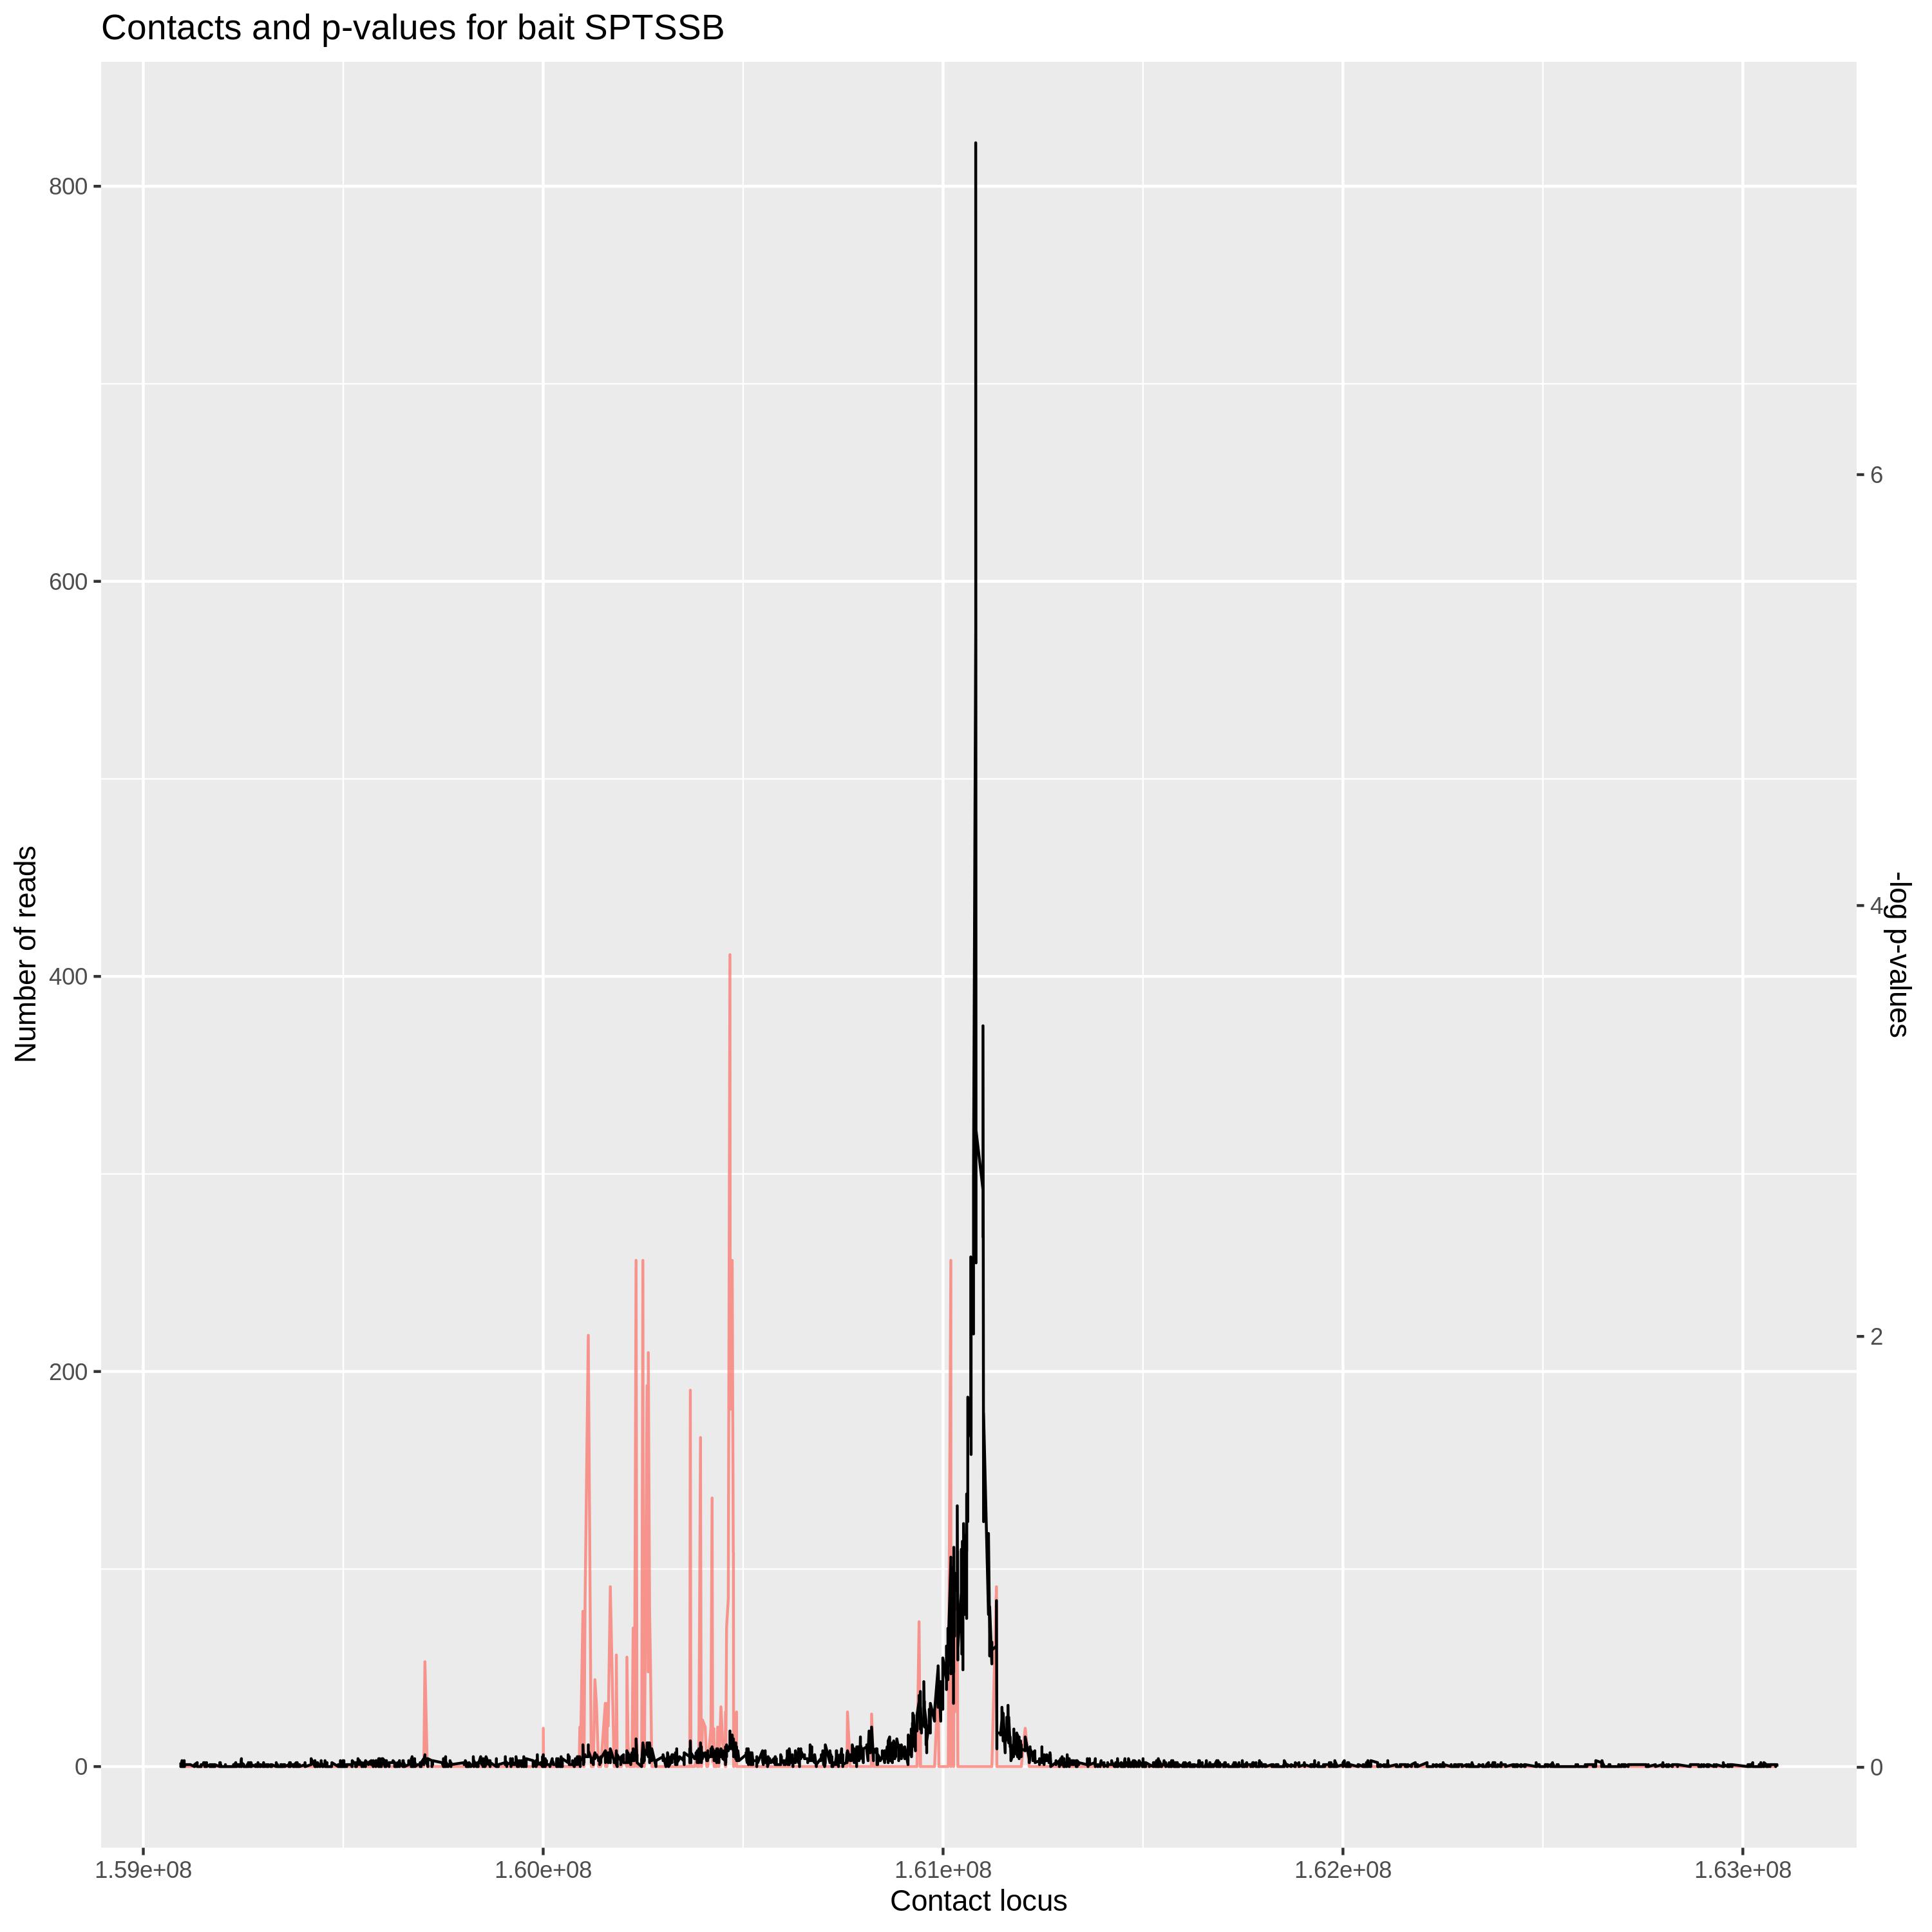 Contacts and p-values for bait SPTSSB
800
600
400
200
0
Number of reads
6
4
2
0
-log p-values
1.59e+08
1.60e+08
1.61e+08
1.62e+08
1.63e+08
Contact locus